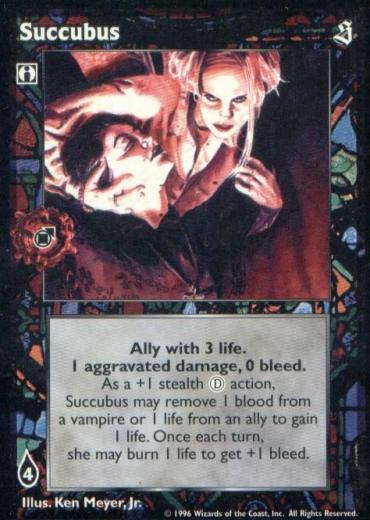 Succubus
Ally with 3 life.
1 aggravated damage, 0 bleed.
As a +1 stealth Ⓓ action,
Succubus may remove 1 blood from
a vampire or 1 life from an ally to gain
1 life. Once each turn,
she may burn 1 life to get +1 bleed.
4
Illus. Ken Meyer, Jr.
© 1996 Wizards of the Coast, Inc. All Rights Reserved.